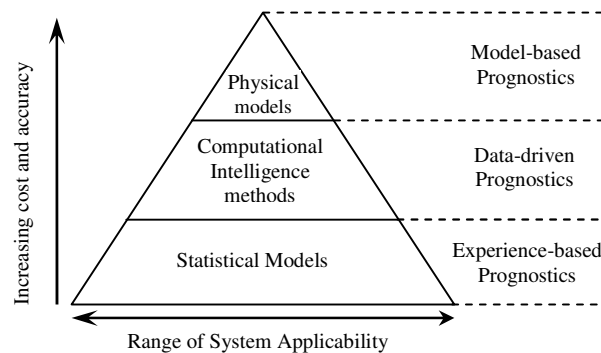 Increasing cost and accuracy
Physical
models
Model-based
Prognostics
Computational
Intelligence
methods
Data-driven
Prognostics
Statistical Models
Experience-based
Prognostics
Range of System Applicability